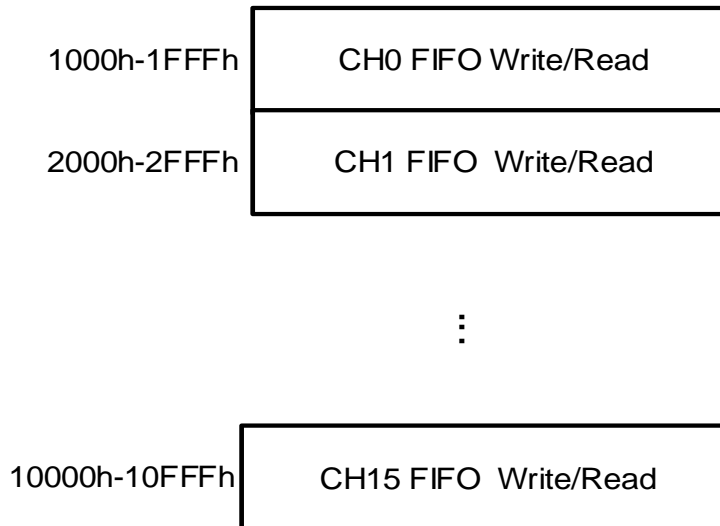 1000h-1FFFh CH0 FIFO Write/Read
2000h-2FFFh CH1 FIFO Write/Read
...
10000h-10FFFh CH15 FIFO Write/Read